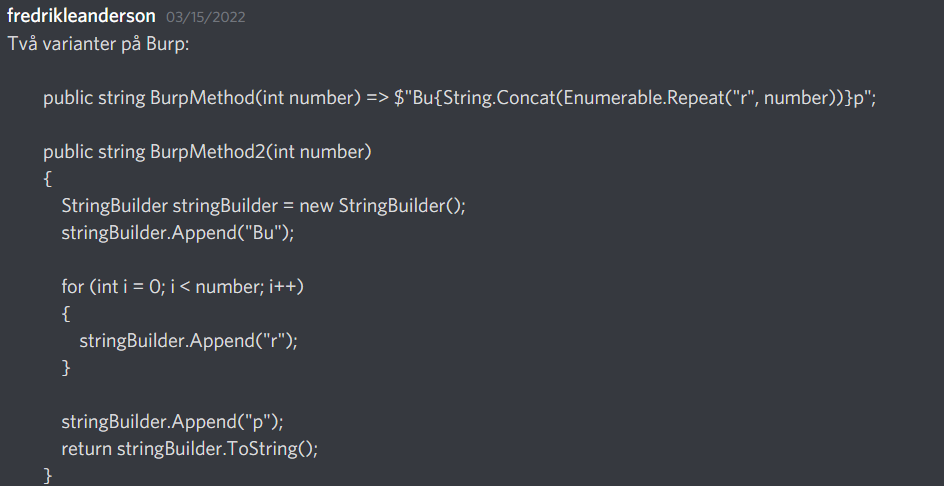 fredrikleanderson 03/15/2022
Två varianter på Burp:
public string BurpMethod(int number) => $"Bu{String.Concat(Enumerable.Repeat("r", number))}p";
public string BurpMethod2(int number)
{
StringBuilder stringBuilder = new StringBuilder();
stringBuilder.Append("Bu");
for (int i = 0; i < number; i++)
{
stringBuilder.Append("r");
}
stringBuilder.Append("p");
return stringBuilder.ToString();
}